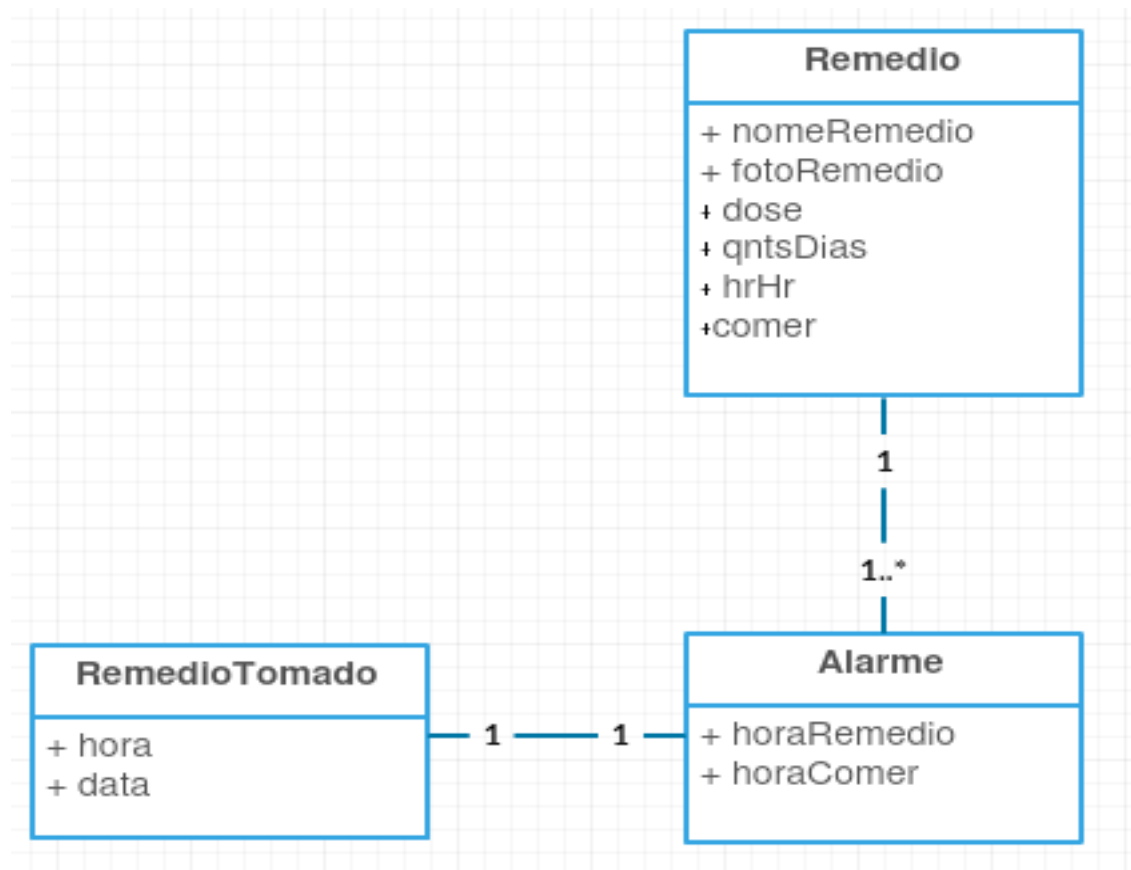 Remedio
+ nomeRemedio
+ fotoRemedio
+ dose
+ qntsDias
+ hrHr
+comer
1
1..*
RemedioTomado
+ hora
+ data
1 1
Alarme
+ horaRemedio
+ horaComer